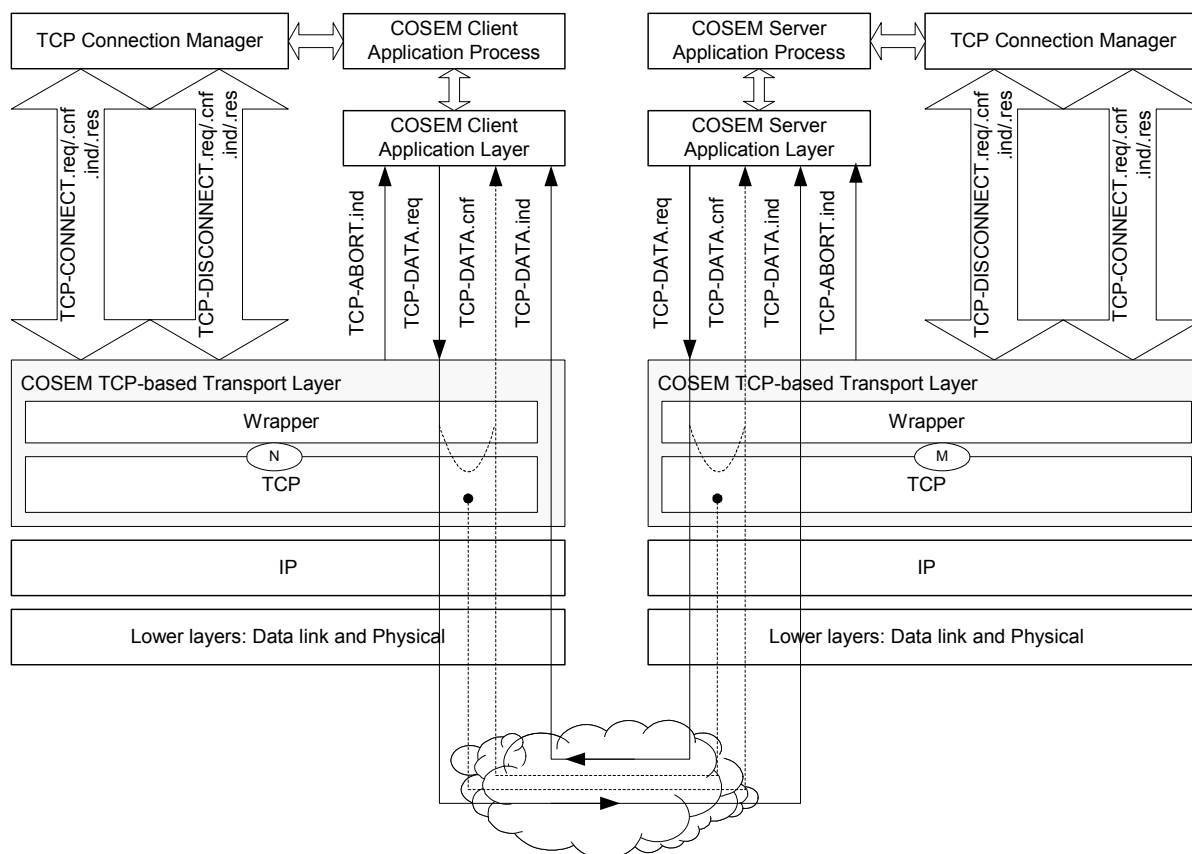 TCP Connection Manager
COSEM Client
Application Process
COSEM Server
Application Process
TCP Connection Manager
COSEM Client
Application Layer
COSEM Server
Application Layer
TCP-CONNECT.req/.cnf
.ind/.res
TCP-DISCONNECT.req/.cnf
.ind/.res
TCP-ABORT.ind
TCP-DATA.req
TCP-DATA.cnf
TCP-DATA.ind
TCP-DATA.req
TCP-DATA.cnf
TCP-DATA.ind
TCP-ABORT.ind
TCP-DISCONNECT.req/.cnf
.ind/.res
TCP-CONNECT.req/.cnf
.ind/.res
COSEM TCP-based Transport Layer
Wrapper
N
TCP
COSEM TCP-based Transport Layer
Wrapper
M
TCP
IP
IP
Lower layers: Data link and Physical
Lower layers: Data link and Physical